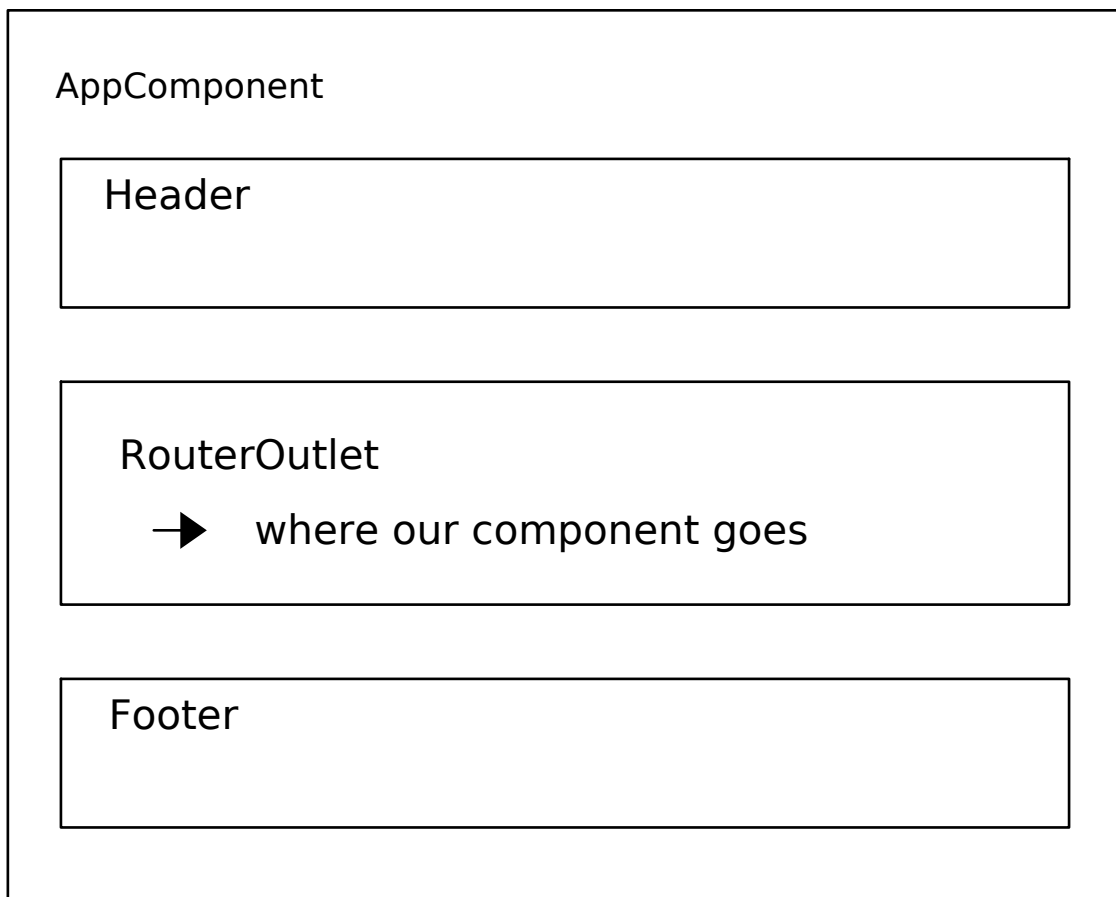 AppComponent
Header
RouterOutlet
where our component goes
Footer